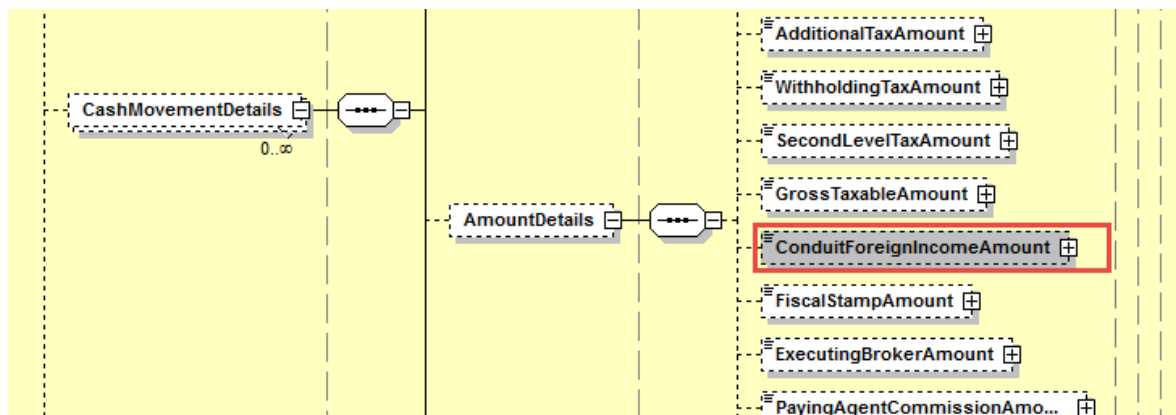 AdditionalTaxAmount
CashMovementDetails
0..∞
WithholdingTaxAmount
SecondLevelTaxAmount
GrossTaxableAmount
AmountDetails
ConduitForeignIncomeAmount
FiscalStampAmount
ExecutingBrokerAmount
PayingAgentCommissionAmo...